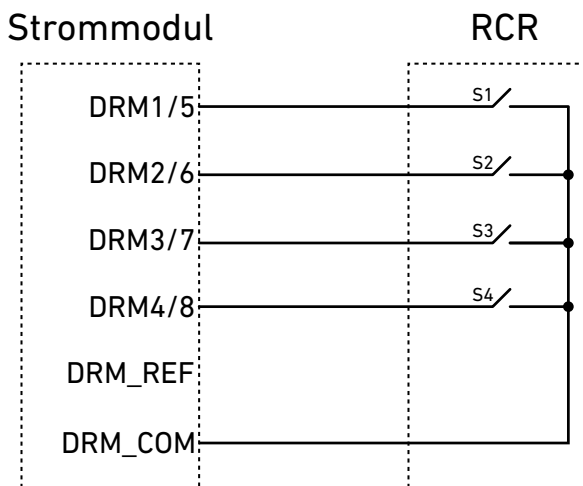 Strommodul
RCR
DRM1/5
S1
DRM2/6
S2
DRM3/7
S3
DRM4/8
S4
DRM_REF
DRM_COM